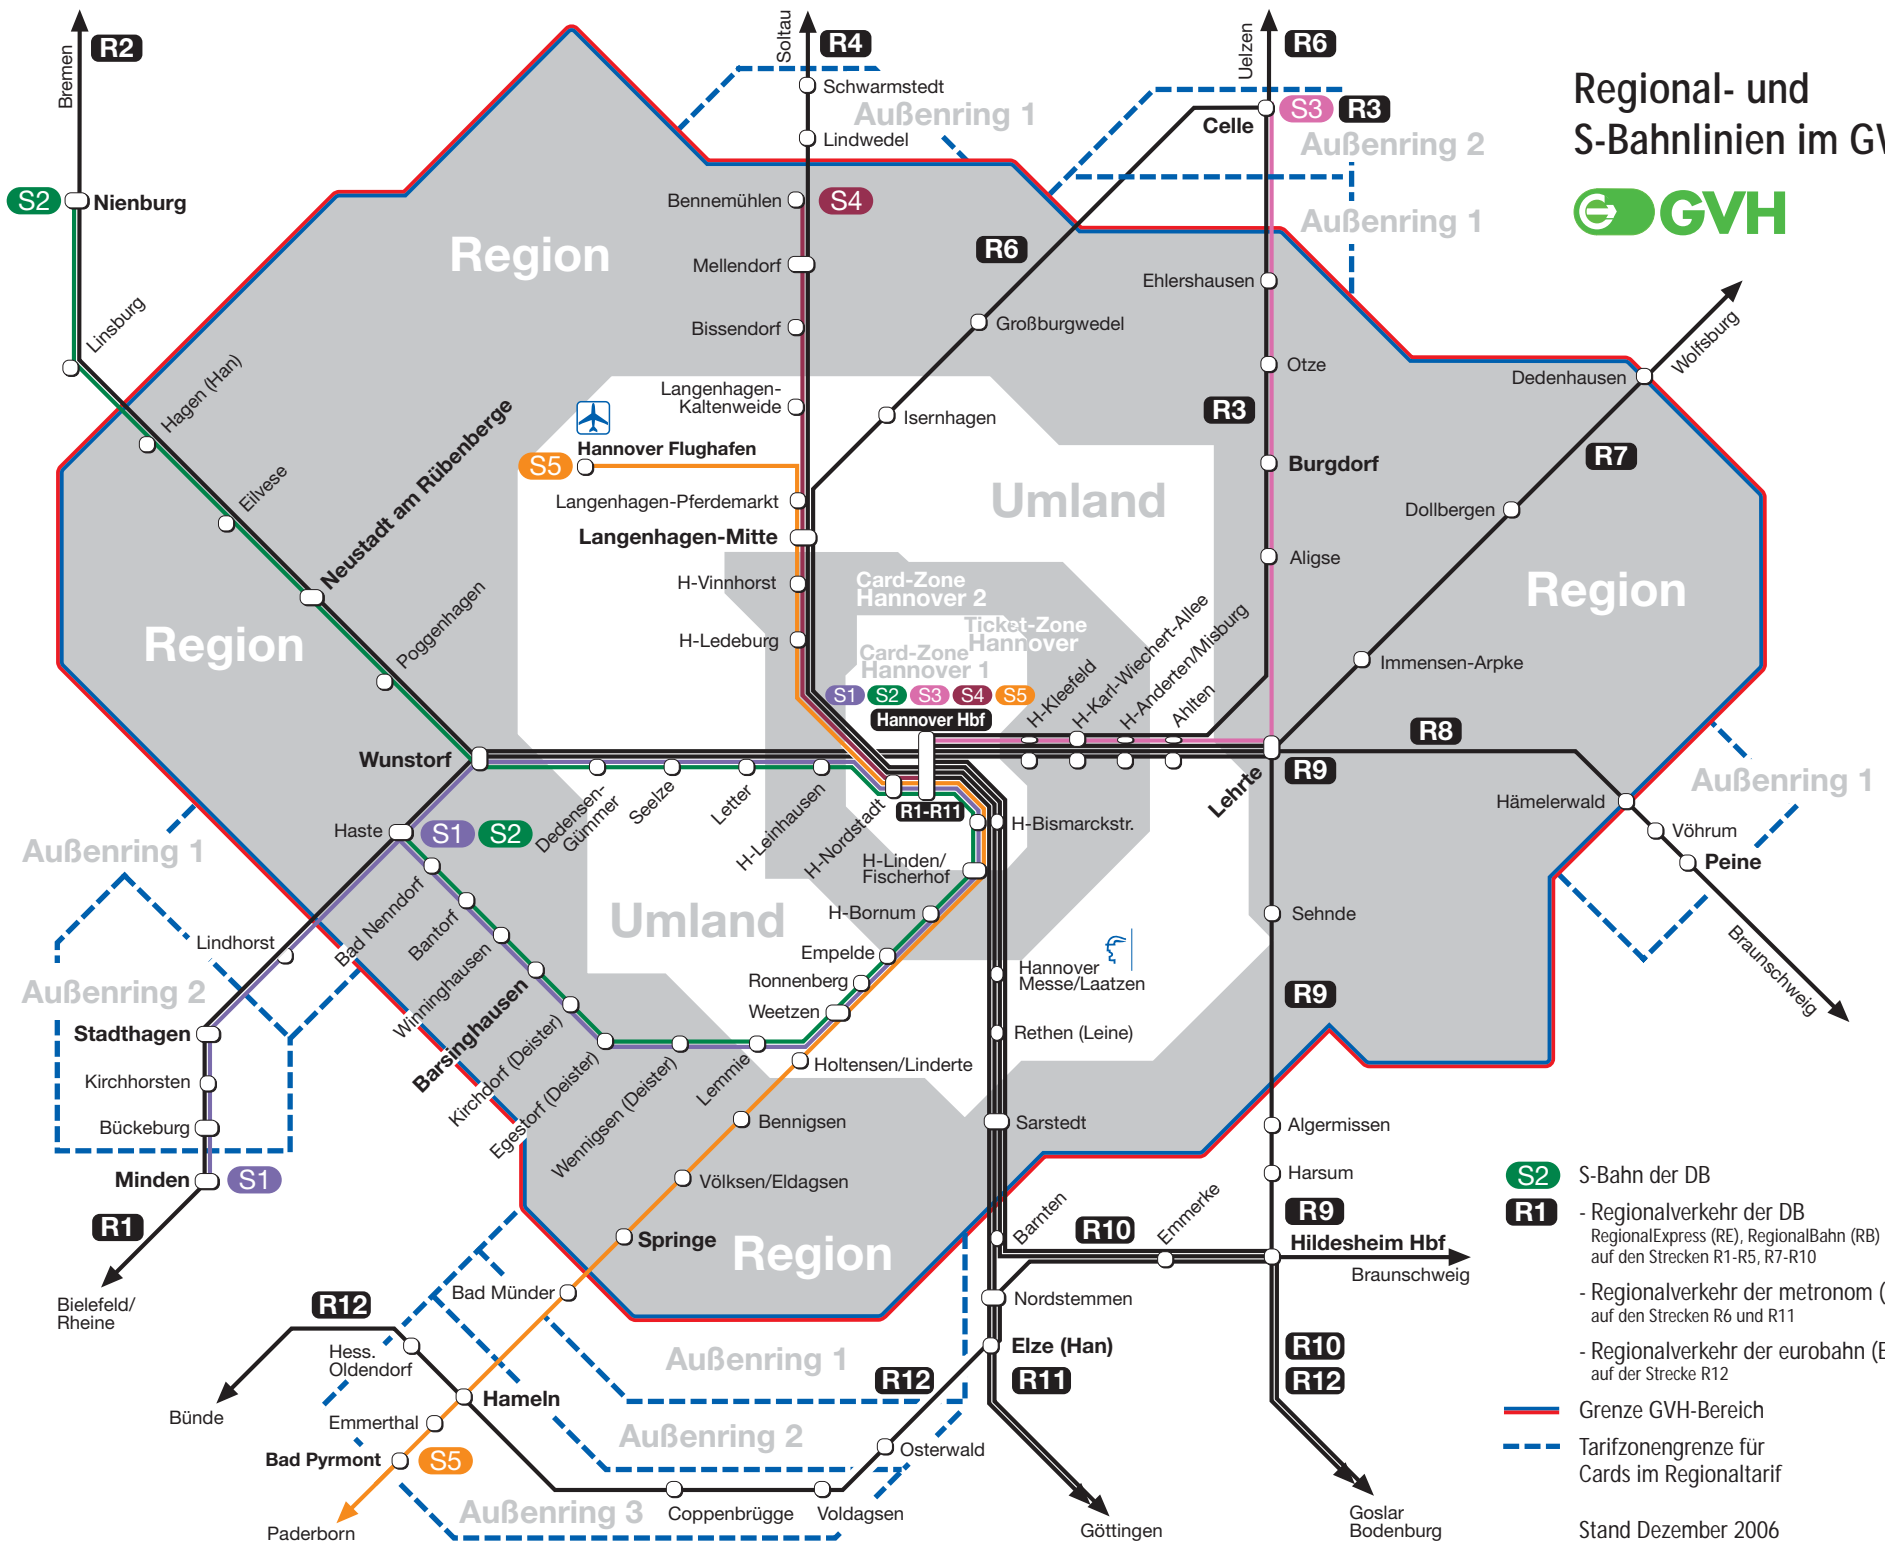 Bremen
R2
Soltau
R4
Uelzen
R6
Regional- und
S-Bahnlinien im GV
GVH
Schwarmstedt
Außenring 1
Lindwedel
Celle
S3
R3
Außenring 2
S2
Nienburg
Bennemühlen
S4
Außenring 1
Region
R6
Mellendorf
Ehlershausen
Linsburg
Bissendorf
Großburgwedel
Wolfsburg
Hagen (Han)
Otze
Dedenhausen
Langenhagen-
Kaltenweide
Isernhagen
R3
Neustadt am Rübenberge
Hannover Flughafen
S5
Burgdorf
R7
Eilvese
Langenhagen-Pferdemarkt
Umland
Dollbergen
Langenhagen-Mitte
Aligse
H-Vinnhorst
Card-Zone
Hannover 2
Region
Poggenhagen
Region
H-Ledeburg
Ticket-Zone
Hannover
Card-Zone
Hannover 1
H-Kleefeld
H-Karl-Wiechert-Allee
H-Anderten/Misburg
Ahlten
Immensen-Arpke
S1
S2
S3
S4
S5
Hannover Hbf
R8
Wunstorf
Lehrte
R9
Außenring 1
Dedensen-
Gümmer
Seelze
Letter
H-Leinhausen
H-Nordstadt
R1-R11
Hämelerwald
Haste
S1
S2
H-Bismarckstr.
Vöhrum
Außenring 1
H-Linden/
Fischerhof
Peine
Bad Nenndorf
Umland
H-Bornum
Sehnde
Lindhorst
Bantorf
Empelde
Braunschweig
Winninghausen
Ronnenberg
Hannover
Messe/Laatzen
Außenring 2
Weetzen
R9
Stadthagen
Barsinghausen
Rethen (Leine)
Kirchdorf (Deister)
Egestorf (Deister)
Wennigsen (Deister)
Lemmie
Holtensen/Linderte
Kirchhorsten
Bückeburg
Bennigsen
Sarstedt
Algermissen
Minden
S1
Völksen/Eldagsen
Harsum
R1
Springe
Region
Barnten
R10
Emmerke
R9
Hildesheim Hbf
Braunschweig
Bielefeld/
Rheine
R12
Bad Münder
Nordstemmen
Hess.
Oldendorf
Außenring 1
Elze (Han)
R10
R12
R11
R12
Bünde
Hameln
Emmerthal
Außenring 2
Osterwald
Bad Pyrmont
S5
Außenring 3
Coppenbrügge
Voldagsen
Paderborn
Göttingen
Goslar
Bodenburg
S2
S-Bahn der DB
R1
- Regionalverkehr der DB
RegionalExpress (RE), RegionalBahn (RB)
auf den Strecken R1-R5, R7-R10
- Regionalverkehr der metronom (
auf den Strecken R6 und R11
- Regionalverkehr der eurobahn (E
auf der Strecke R12
Grenze GVH-Bereich
Tarifzonengrenze für
Cards im Regionaltarif
Stand Dezember 2006